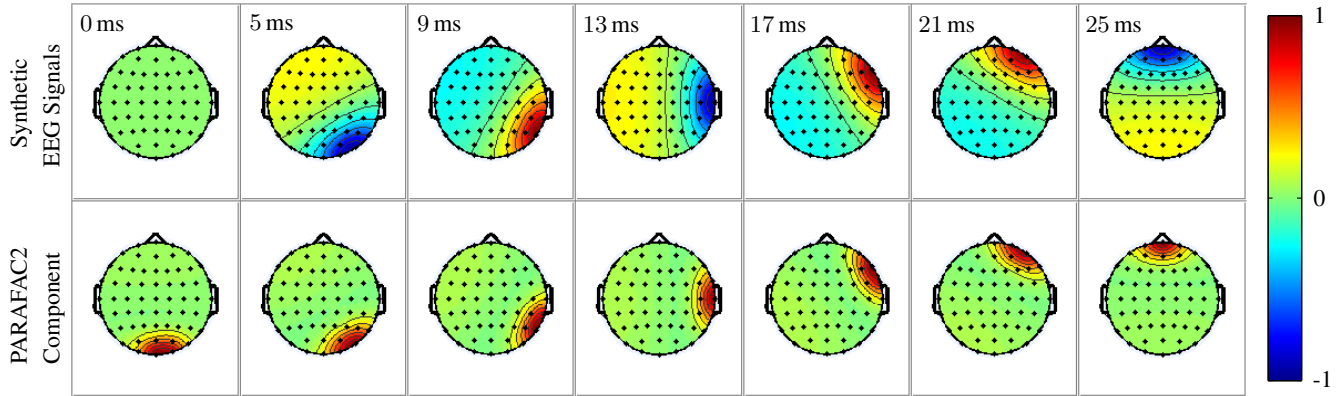 0 ms
5 ms
9 ms
13 ms
17 ms
21 ms
25 ms
Synthetic
EEG Signals
PARAFAC2
Component
1
0
-1